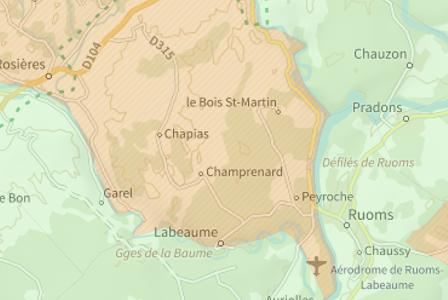 Chauzon
D315
D104
Rosières
le Bois St-Martin
Pradons
Chapias
Défilés de Ruoms
Champrenard
Garel
e Bon
Peyroche
Ruoms
Labeaume
Gges de la Baume
Chaussy
Aérodrome de Ruoms-
Labeaume
Auriolles